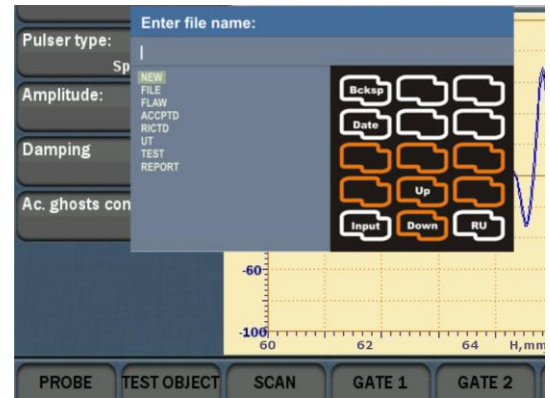 Enter file name:
Pulser type:
Sp
Amplitude:
Damping
Ac. ghosts con
NEW
FILE
FLAW
ACCPTD
RJCTD
UT
TEST
REPORT
Bcksp
Date
Up
Input Down RU
-60
-100
60 62 64 H,mm
PROBE TEST OBJECT SCAN GATE 1 GATE 2